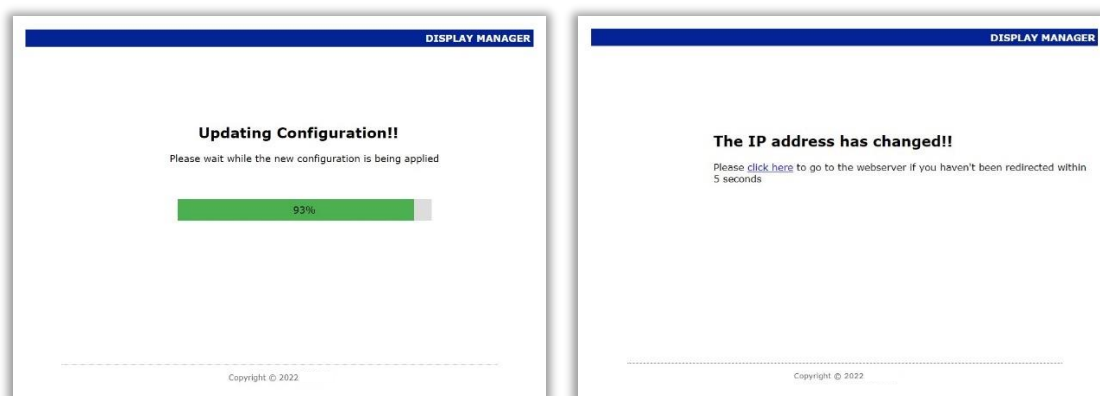 DISPLAY MANAGER
Updating Configuration!!
Please wait while the new configuration is being applied
93%
Copyright © 2022
DISPLAY MANAGER
The IP address has changed!!
Please click here to go to the webserver if you haven't been redirected within
5 seconds
Copyright © 2022